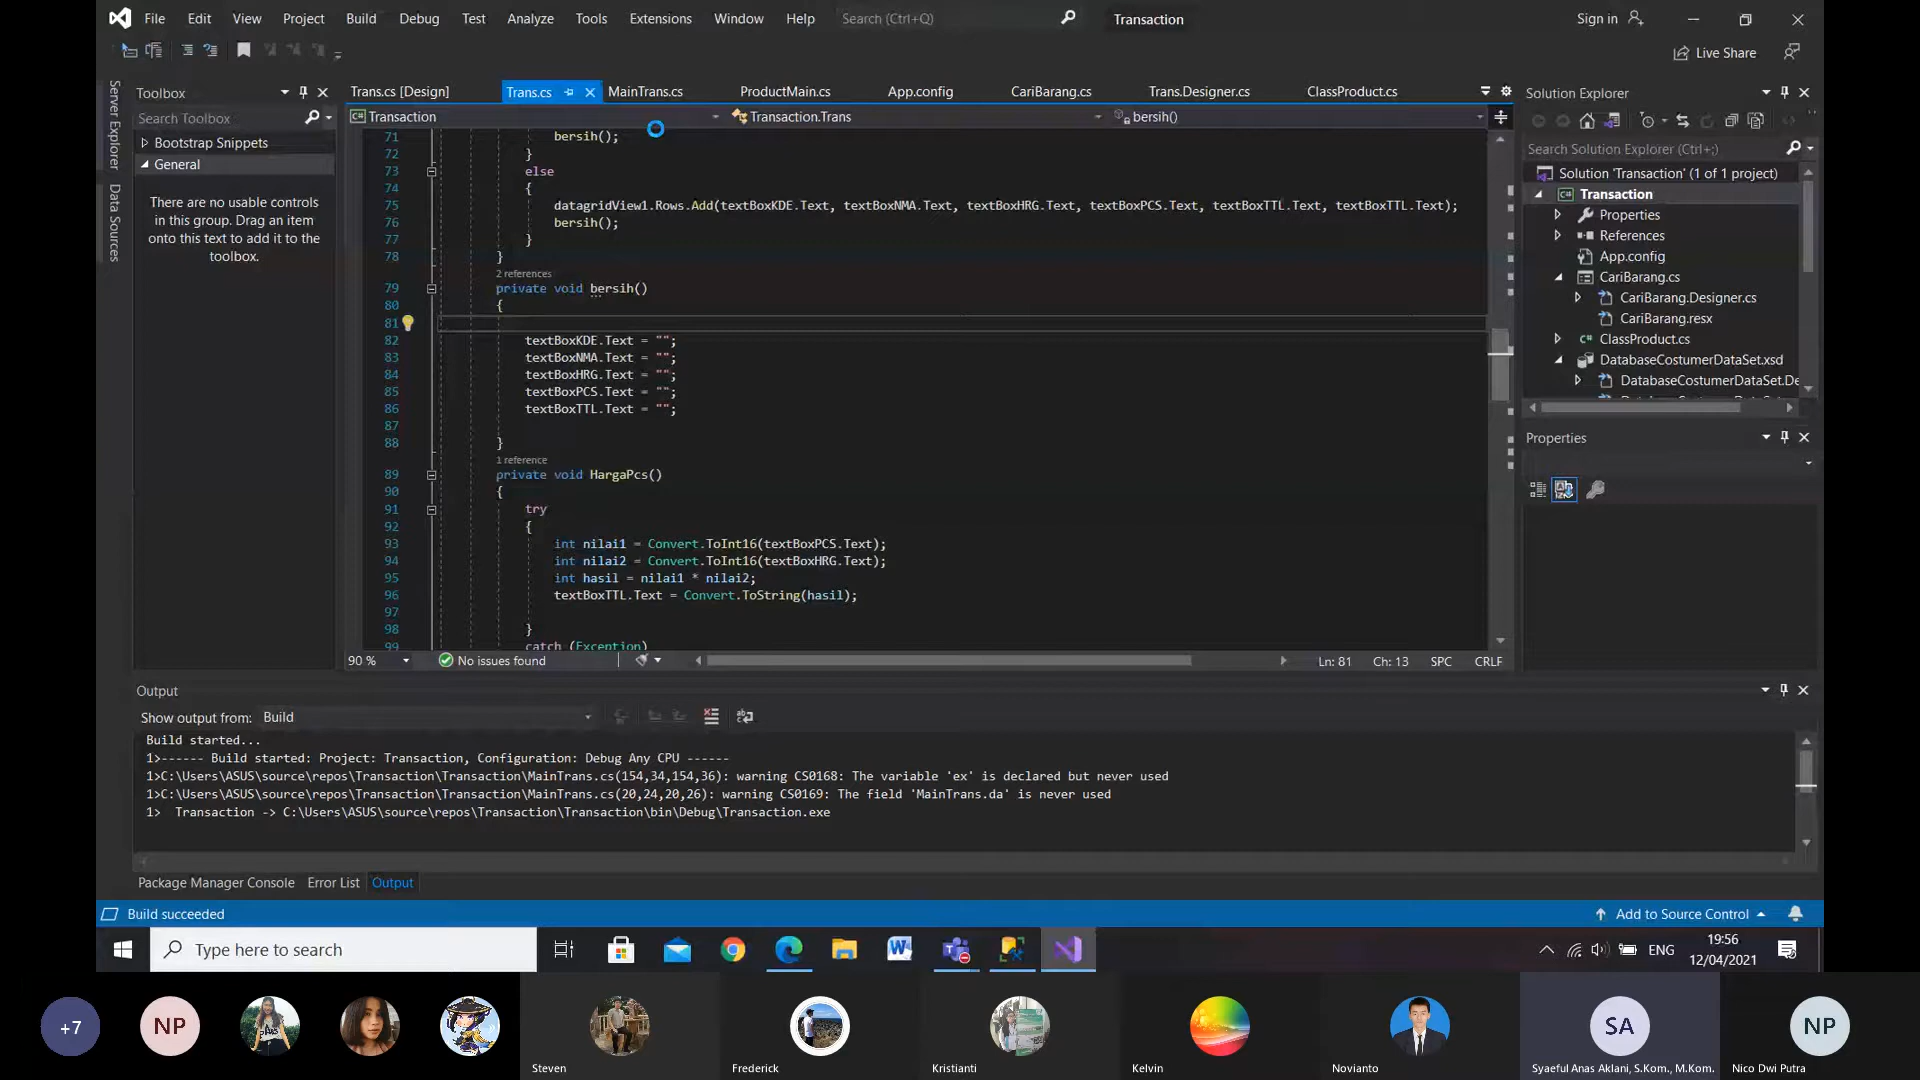 File Edit View Project Build Debug Test Analyze Tools Extensions Window Help Search (Ctrl+Q) Transaction Sign in
Live Share
Server Explorer
Data Sources
Toolbox
Search Toolbox
Bootstrap Snippets
General
There are no usable controls
in this group. Drag an item
onto this text to add it to the
toolbox.
Trans.cs [Design] Trans.cs MainTrans.cs ProductMain.cs App.config CariBarang.cs Trans.Designer.cs ClassProduct.cs
Transaction Transaction.Trans bersih()
71 bersih();
72 }
73 else
74 {
75 datagridView1.Rows.Add(textBoxKDE.Text, textBoxNMA.Text, textBoxHRG.Text, textBoxPCS.Text, textBoxTTL.Text, textBoxTTL.Text);
76 bersih();
77 }
78 }
2 references
79 private void bersih()
80 {
81
82 textBoxKDE.Text = "";
83 textBoxNMA.Text = "";
84 textBoxHRG.Text = "";
85 textBoxPCS.Text = "";
86 textBoxTTL.Text = "";
87
88 }
1 reference
89 private void HargaPcs()
90 {
91 try
92 {
93 int nilai1 = Convert.ToInt16(textBoxPCS.Text);
94 int nilai2 = Convert.ToInt16(textBoxHRG.Text);
95 int hasil = nilai1 * nilai2;
96 textBoxTTL.Text = Convert.ToString(hasil);
97
98 }
99 catch (Exception)
90 % No issues found Ln: 81 Ch: 13 SPC CRLF
Solution Explorer
Search Solution Explorer (Ctrl+;)
Solution 'Transaction' (1 of 1 project)
Transaction
Properties
References
App.config
CariBarang.cs
CariBarang.Designer.cs
CariBarang.resx
ClassProduct.cs
DatabaseCostumerDataSet.xsd
DatabaseCostumerDataSet.De
Properties
Output
Show output from: Build
Build started...
1>------ Build started: Project: Transaction, Configuration: Debug Any CPU ------
1>C:\Users\ASUS\source\repos\Transaction\Transaction\MainTrans.cs(154,34,154,36): warning CS0168: The variable 'ex' is declared but never used
1>C:\Users\ASUS\source\repos\Transaction\Transaction\MainTrans.cs(20,24,20,26): warning CS0169: The field 'MainTrans.da' is never used
1> Transaction -> C:\Users\ASUS\source\repos\Transaction\Transaction\bin\Debug\Transaction.exe
Package Manager Console Error List Output
Build succeeded Add to Source Control
Type here to search ENG
19:56
12/04/2021
+7 NP SA NP
Steven Frederick Kristianti Kelvin Novianto Syaeful Anas Aklani, S.Kom., M.Kom. Nico Dwi Putra